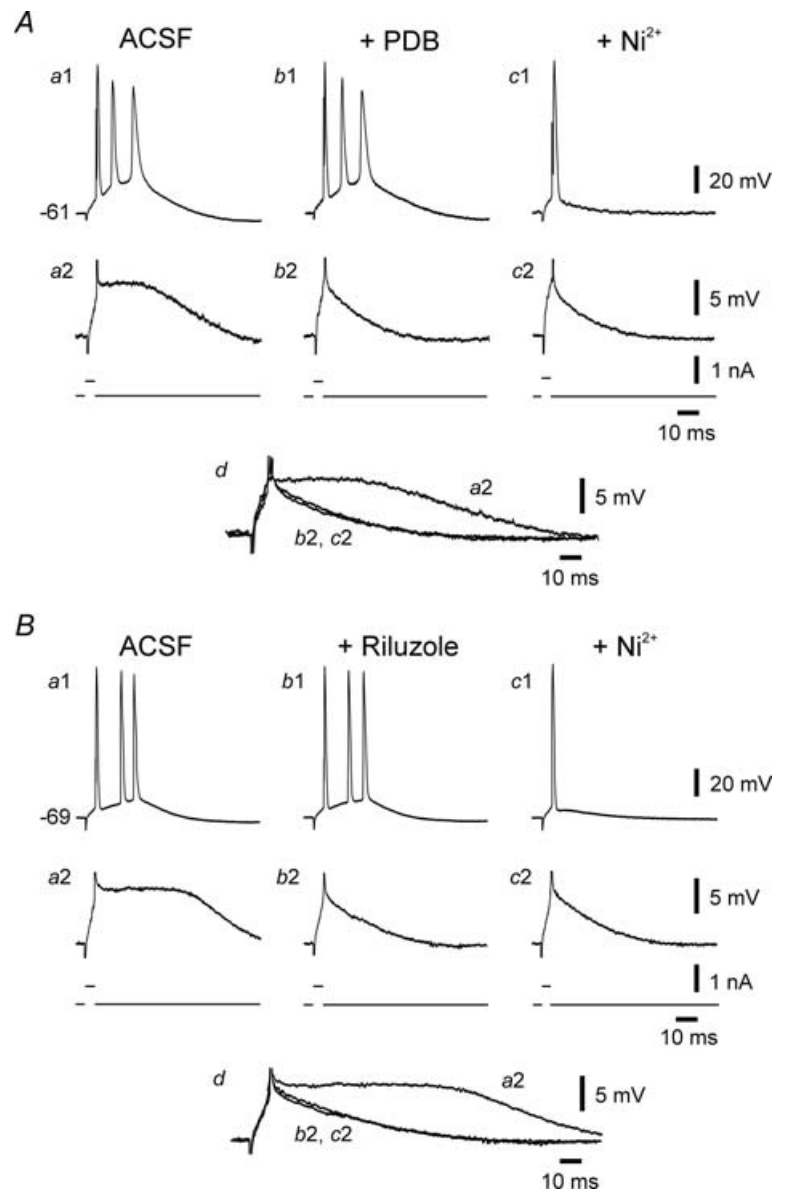 A
ACSF + PDB + Ni²⁺
a1 b1 c1
20 mV
-61
a2 b2 c2
5 mV
1 nA
10 ms
d a2
5 mV
b2, c2
10 ms
B
ACSF + Riluzole + Ni²⁺
a1 b1 c1
20 mV
-69
a2 b2 c2
5 mV
1 nA
10 ms
d a2
5 mV
b2, c2
10 ms